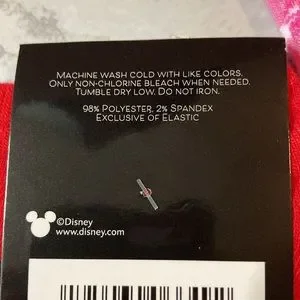 MACHINE WASH COLD WITH LIKE COLORS.
ONLY NON-CHLORINE BLEACH WHEN NEEDED.
TUMBLE DRY LOW. DO NOT IRON.
98% POLYESTER, 2% SPANDEX
EXCLUSIVE OF ELASTIC
©Disney
www.disney.com